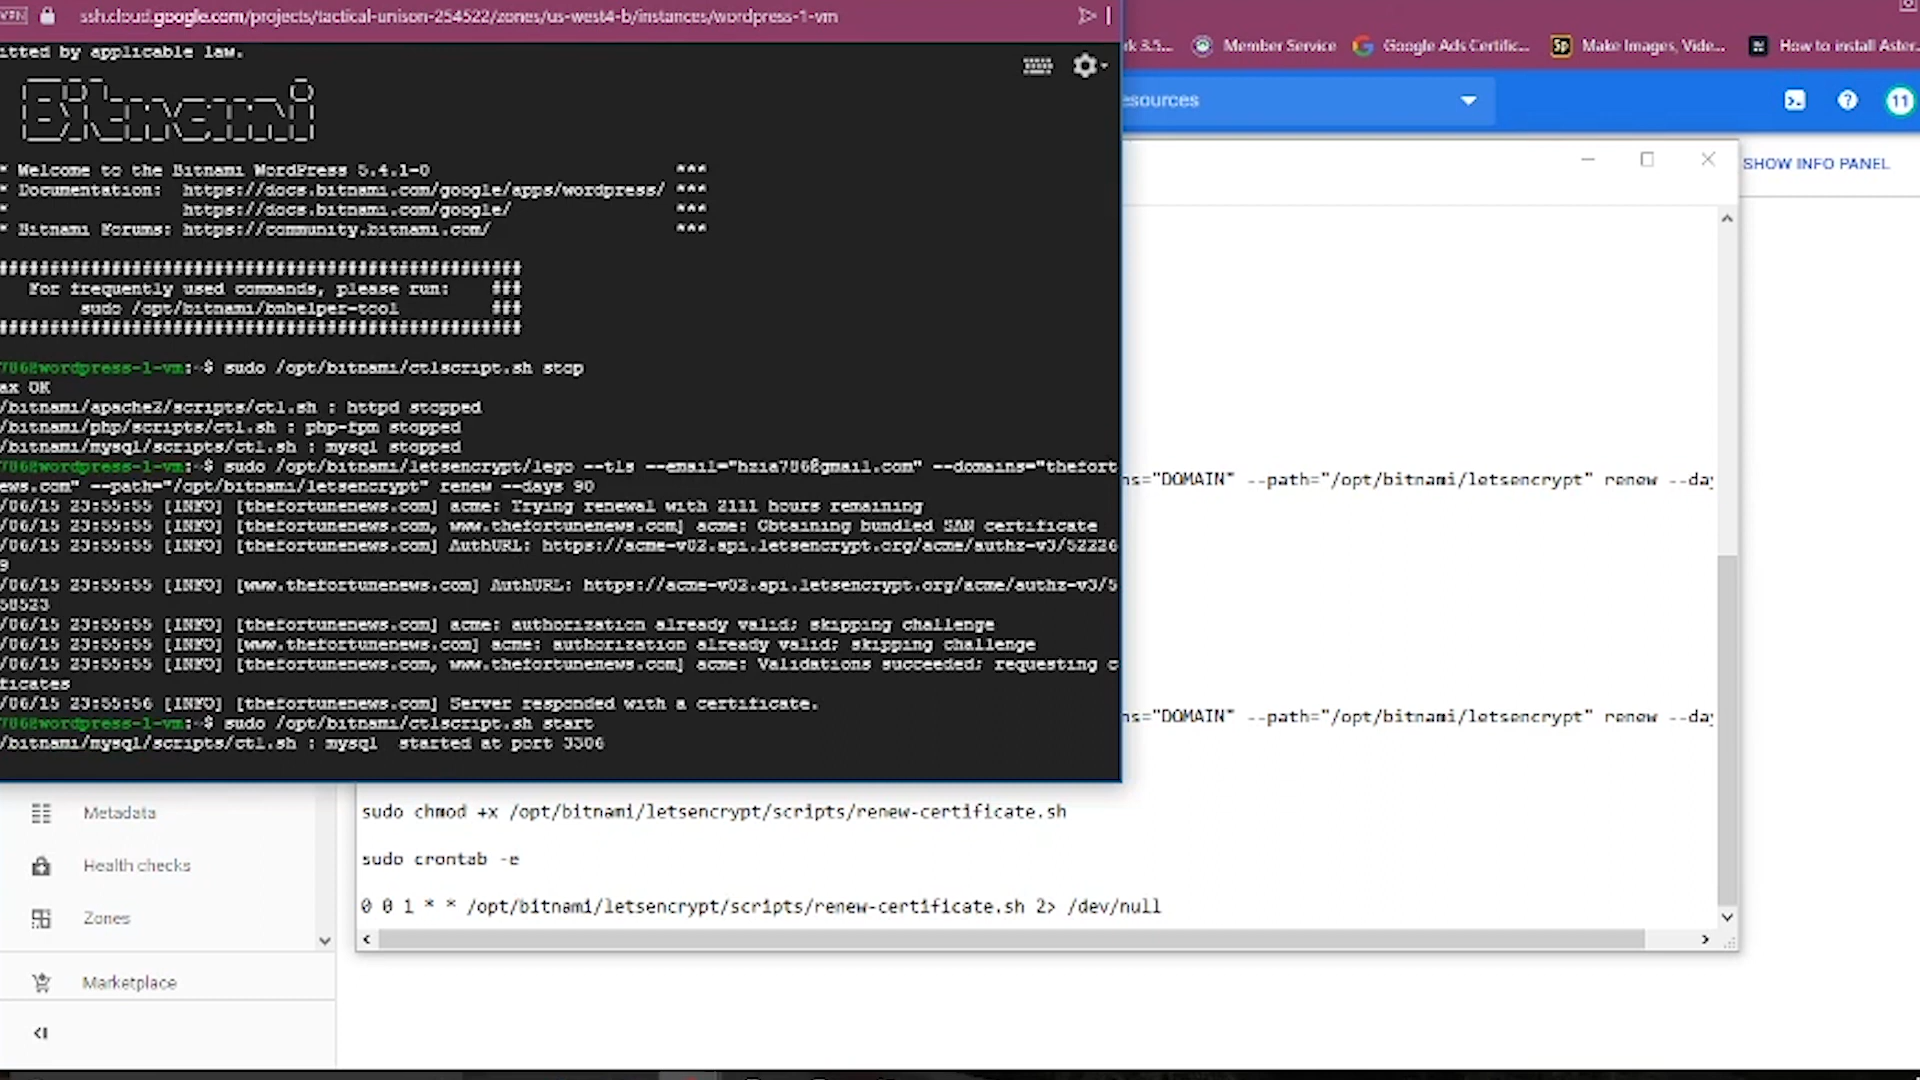 VPN ssh.cloud.google.com/projects/tactical-unison-254522/zones/us-west4-b/instances/wordpress-1-vm
itted by applicable law.
Bitnami
* Welcome to the Bitnami WordPress 5.4.1-0 ***
* Documentation: https://docs.bitnami.com/google/apps/wordpress/ ***
* https://docs.bitnami.com/google/ ***
* Bitnami Forums: https://community.bitnami.com/ ***
##################################################
For frequently used commands, please run: ###
sudo /opt/bitnami/bnhelper-tool ###
##################################################
786@wordpress-1-vm:~$ sudo /opt/bitnami/ctlscript.sh stop
ax OK
/bitnami/apache2/scripts/ctl.sh : httpd stopped
/bitnami/php/scripts/ctl.sh : php-fpm stopped
/bitnami/mysql/scripts/ctl.sh : mysql stopped
786@wordpress-1-vm:~$ sudo /opt/bitnami/letsencrypt/lego --tls --email="hzia786@gmail.com" --domains="thefort
ews.com" --path="/opt/bitnami/letsencrypt" renew --days 90
/06/15 23:55:55 [INFO] [thefortunenews.com] acme: Trying renewal with 2111 hours remaining
/06/15 23:55:55 [INFO] [thefortunenews.com, www.thefortunenews.com] acme: Obtaining bundled SAN certificate
/06/15 23:55:55 [INFO] [thefortunenews.com] AuthURL: https://acme-v02.api.letsencrypt.org/acme/authz-v3/52226
9
/06/15 23:55:55 [INFO] [www.thefortunenews.com] AuthURL: https://acme-v02.api.letsencrypt.org/acme/authz-v3/5
58523
/06/15 23:55:55 [INFO] [thefortunenews.com] acme: authorization already valid; skipping challenge
/06/15 23:55:55 [INFO] [www.thefortunenews.com] acme: authorization already valid; skipping challenge
/06/15 23:55:55 [INFO] [thefortunenews.com, www.thefortunenews.com] acme: Validations succeeded; requesting c
ficates
/06/15 23:55:56 [INFO] [thefortunenews.com] Server responded with a certificate.
786@wordpress-1-vm:~$ sudo /opt/bitnami/ctlscript.sh start
/bitnami/mysql/scripts/ctl.sh : mysql started at port 3306
rk 3.5... Member Service Google Ads Certific... Sp Make Images, Vide... How to install Aster
esources 11
SHOW INFO PANEL
ns="DOMAIN" --path="/opt/bitnami/letsencrypt" renew --day
ns="DOMAIN" --path="/opt/bitnami/letsencrypt" renew --day
sudo chmod +x /opt/bitnami/letsencrypt/scripts/renew-certificate.sh
sudo crontab -e
0 0 1 * * /opt/bitnami/letsencrypt/scripts/renew-certificate.sh 2> /dev/null
Metadata
Health checks
Zones
Marketplace